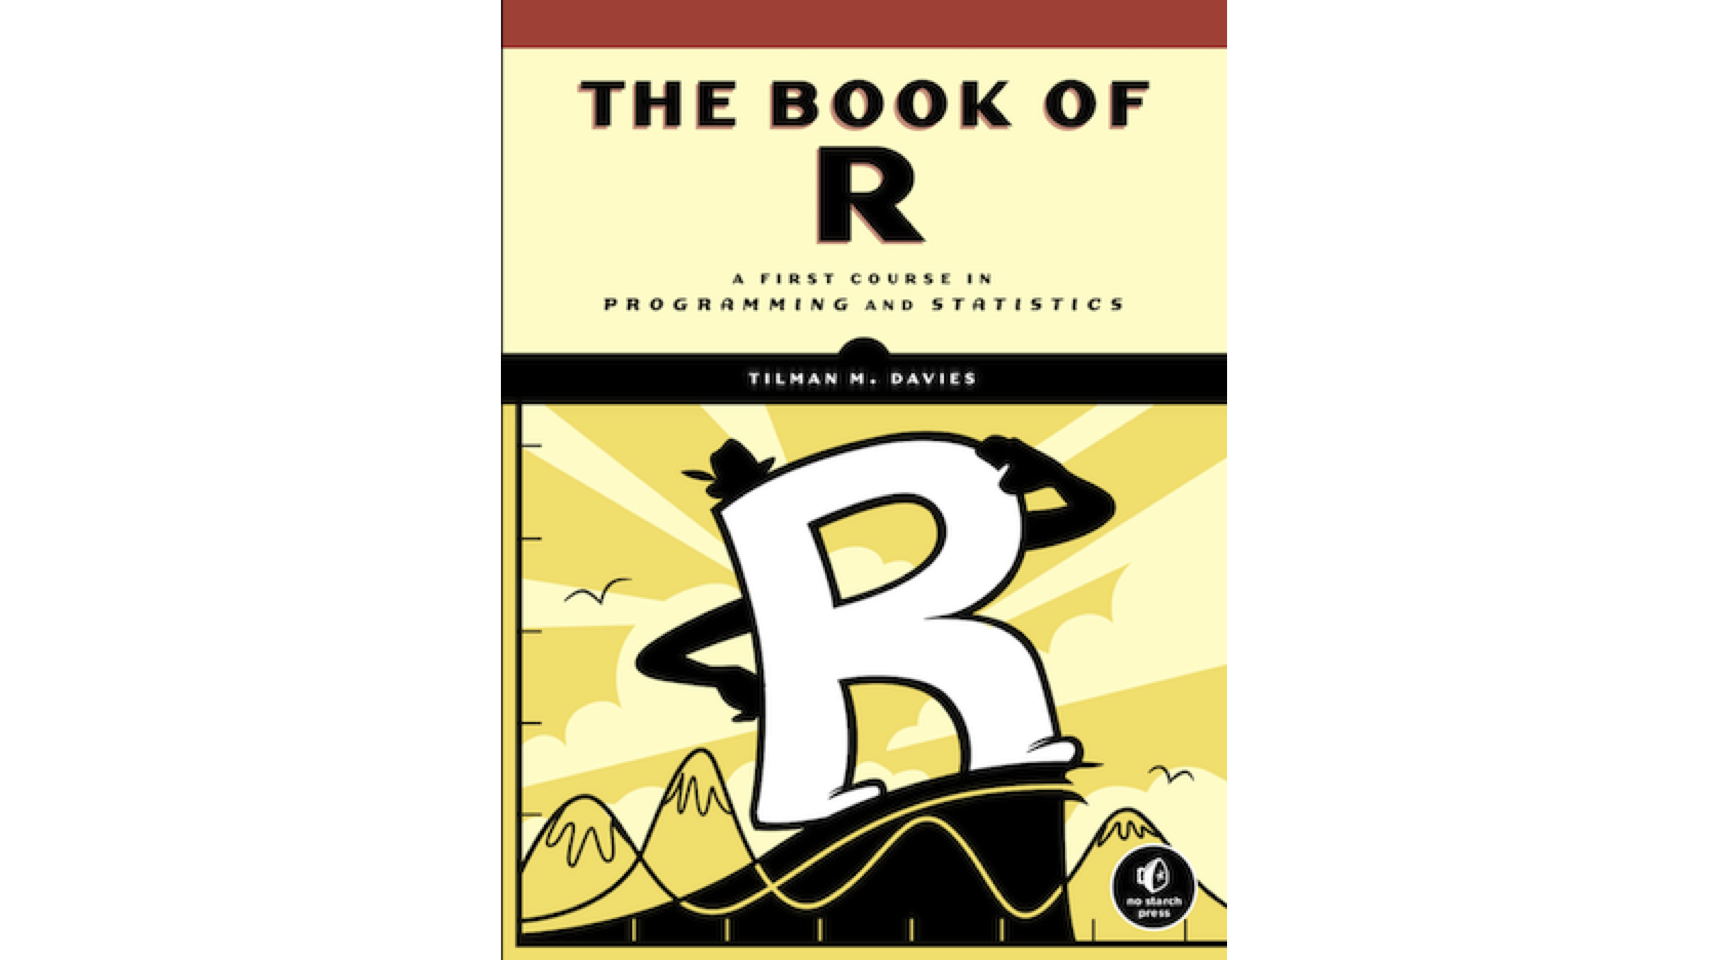 THE BOOK OF
R
A FIRST COURSE IN
PROGRAMMING AND STATISTICS
TILMAN M. DAVIES
R
no starch
press